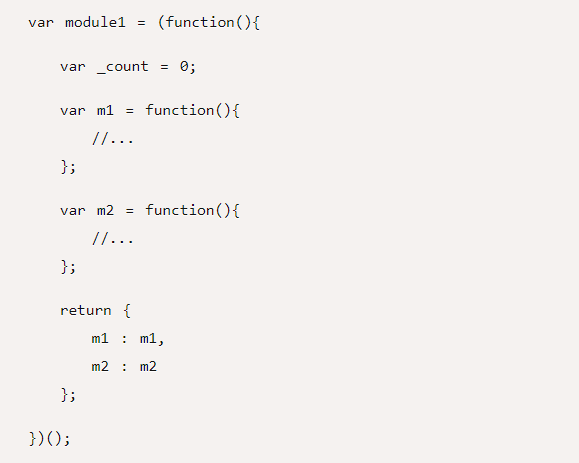 var module1 = (function(){
var _count = 0;
var m1 = function(){
//...
};
var m2 = function(){
//...
};
return {
m1 : m1,
m2 : m2
};
})();